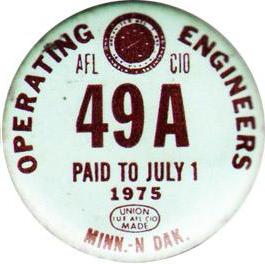 OPERATING ENGINEERS
AFL CIO
49A
PAID TO JULY 1
1975
UNION
MADE
MINN.-N DAK.